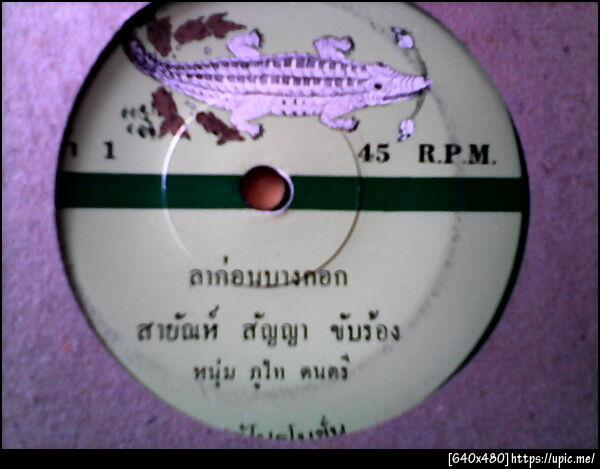 1 45 R.P.M.
ลาก่อนบางกอก
สายัณห์ สัญญา ขับร้อง
หนุ่ม ภูไท ดนตรี
[640x480]https://upic.me/